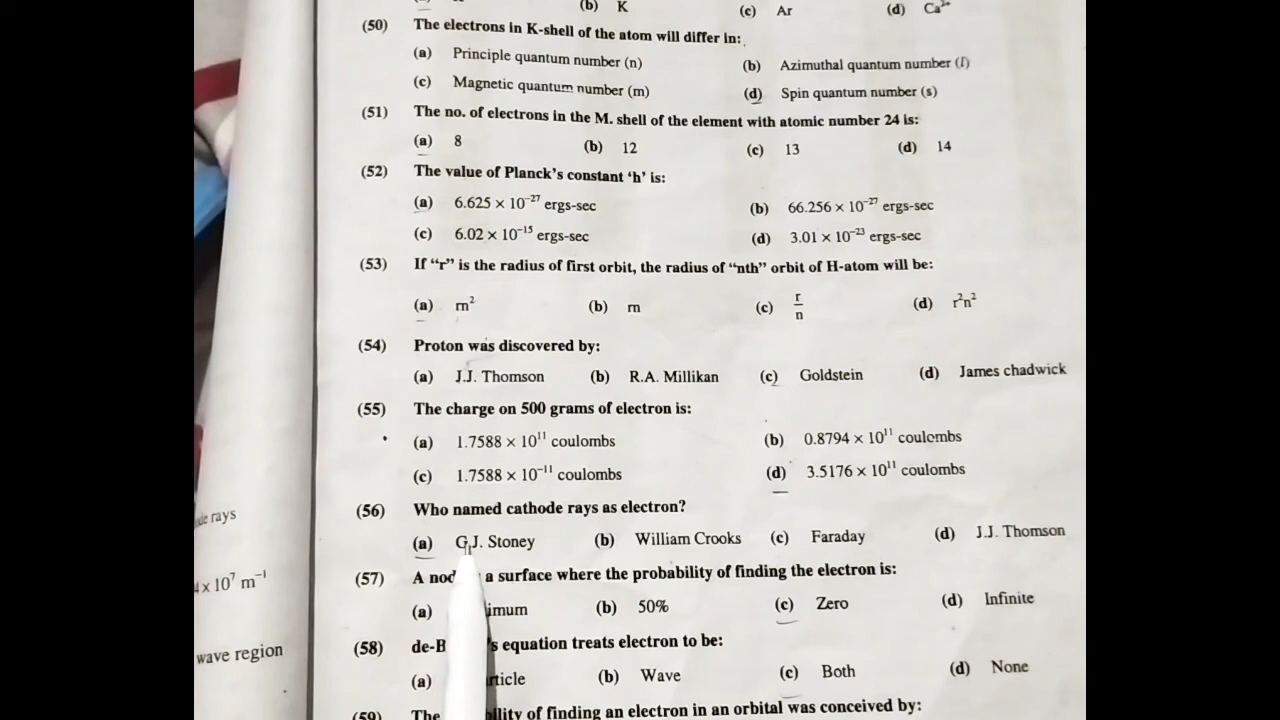 (b) K (c) Ar (d) Ca²⁺
(50) The electrons in K-shell of the atom will differ in:
(a) Principle quantum number (n) (b) Azimuthal quantum number (l)
(c) Magnetic quantum number (m) (d) Spin quantum number (s)
(51) The no. of electrons in the M. shell of the element with atomic number 24 is:
(a) 8 (b) 12 (c) 13 (d) 14
(52) The value of Planck's constant 'h' is:
(a) 6.625 × 10⁻²⁷ ergs-sec (b) 66.256 × 10⁻²⁷ ergs-sec
(c) 6.02 × 10⁻¹⁵ ergs-sec (d) 3.01 × 10⁻²³ ergs-sec
(53) If "r" is the radius of first orbit, the radius of "nth" orbit of H-atom will be:
(a) rn² (b) rn (c) r/n (d) r²n²
(54) Proton was discovered by:
(a) J.J. Thomson (b) R.A. Millikan (c) Goldstein (d) James chadwick
(55) The charge on 500 grams of electron is:
(a) 1.7588 × 10¹¹ coulombs (b) 0.8794 × 10¹¹ coulombs
(c) 1.7588 × 10⁻¹¹ coulombs (d) 3.5176 × 10¹¹ coulombs
(56) Who named cathode rays as electron?
(a) G.J. Stoney (b) William Crooks (c) Faraday (d) J.J. Thomson
(57) A a surface where the probability of finding the electron is:
(a) (b) 50% (c) Zero (d) Infinite
(58) equation treats electron to be:
(a) (b) Wave (c) Both (d) None
(59) The of finding an electron in an orbital was conceived by:
rays
x 10⁷ m⁻¹
wave region